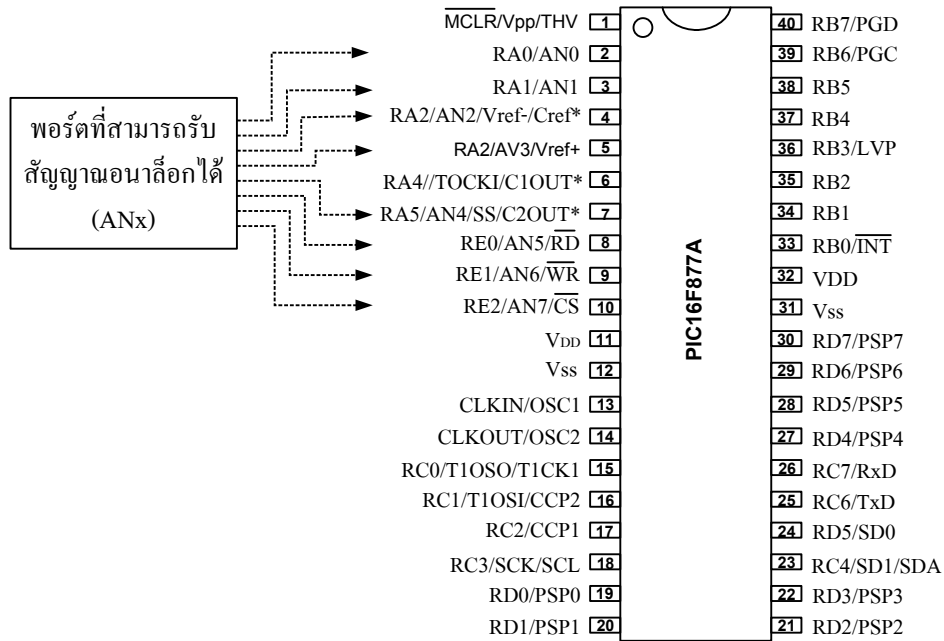 พอร์ตที่สามารถรับ
สัญญาณอนาล็อกได้
(ANx)
MCLR/Vpp/THV 1
RA0/AN0 2
RA1/AN1 3
RA2/AN2/Vref-/Cref* 4
RA2/AV3/Vref+ 5
RA4//TOCKI/C1OUT* 6
RA5/AN4/SS/C2OUT* 7
RE0/AN5/RD 8
RE1/AN6/WR 9
RE2/AN7/CS 10
VDD 11
Vss 12
CLKIN/OSC1 13
CLKOUT/OSC2 14
RC0/T1OSO/T1CK1 15
RC1/T1OSI/CCP2 16
RC2/CCP1 17
RC3/SCK/SCL 18
RD0/PSP0 19
RD1/PSP1 20
PIC16F877A
40 RB7/PGD
39 RB6/PGC
38 RB5
37 RB4
36 RB3/LVP
35 RB2
34 RB1
33 RB0/INT
32 VDD
31 Vss
30 RD7/PSP7
29 RD6/PSP6
28 RD5/PSP5
27 RD4/PSP4
26 RC7/RxD
25 RC6/TxD
24 RD5/SD0
23 RC4/SD1/SDA
22 RD3/PSP3
21 RD2/PSP2